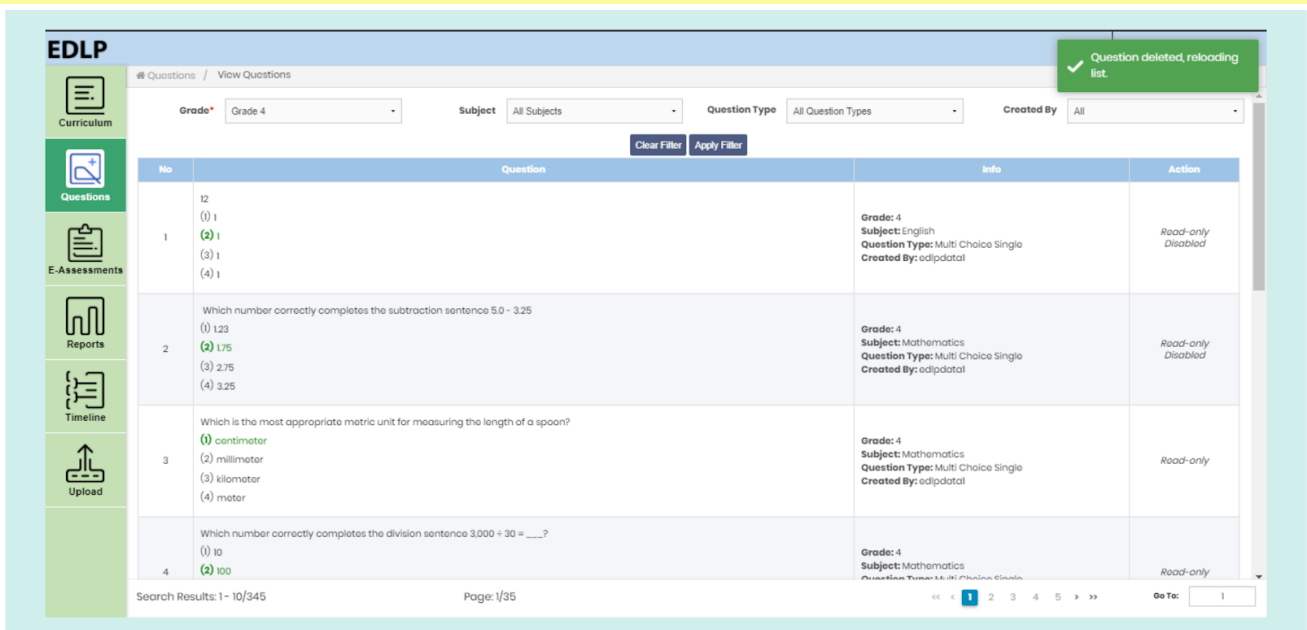 EDLP
Question deleted, reloading
list.
Questions / View Questions
Grade* Grade 4 Subject All Subjects Question Type All Question Types Created By All
Clear Filter Apply Filter
No Question Info Action
Curriculum
Questions
E-Assessments
Reports
Timeline
Upload
1
12
(1) 1
(2) 1
(3) 1
(4) 1
Grade: 4
Subject: English
Question Type: Multi Choice Single
Created By: edlpdata1
Read-only
Disabled
2
Which number correctly completes the subtraction sentence 5.0 - 3.25
(1) 1.23
(2) 1.75
(3) 2.75
(4) 3.25
Grade: 4
Subject: Mathematics
Question Type: Multi Choice Single
Created By: edlpdata1
Read-only
Disabled
3
Which is the most appropriate metric unit for measuring the length of a spoon?
(1) centimeter
(2) millimeter
(3) kilometer
(4) meter
Grade: 4
Subject: Mathematics
Question Type: Multi Choice Single
Created By: edlpdata1
Read-only
4
Which number correctly completes the division sentence 3,000 ÷ 30 = ___?
(1) 10
(2) 100
Grade: 4
Subject: Mathematics
Question Type: Multi Choice Single
Read-only
Search Results: 1 - 10/345 Page: 1/35 « < 1 2 3 4 5 > » Go To: 1